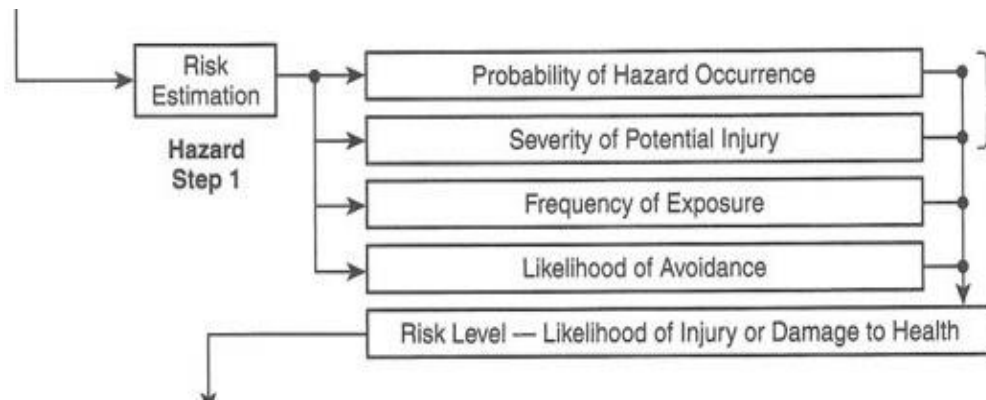 Risk
Estimation
Hazard
Step 1
Probability of Hazard Occurrence
Severity of Potential Injury
Frequency of Exposure
Likelihood of Avoidance
Risk Level — Likelihood of Injury or Damage to Health